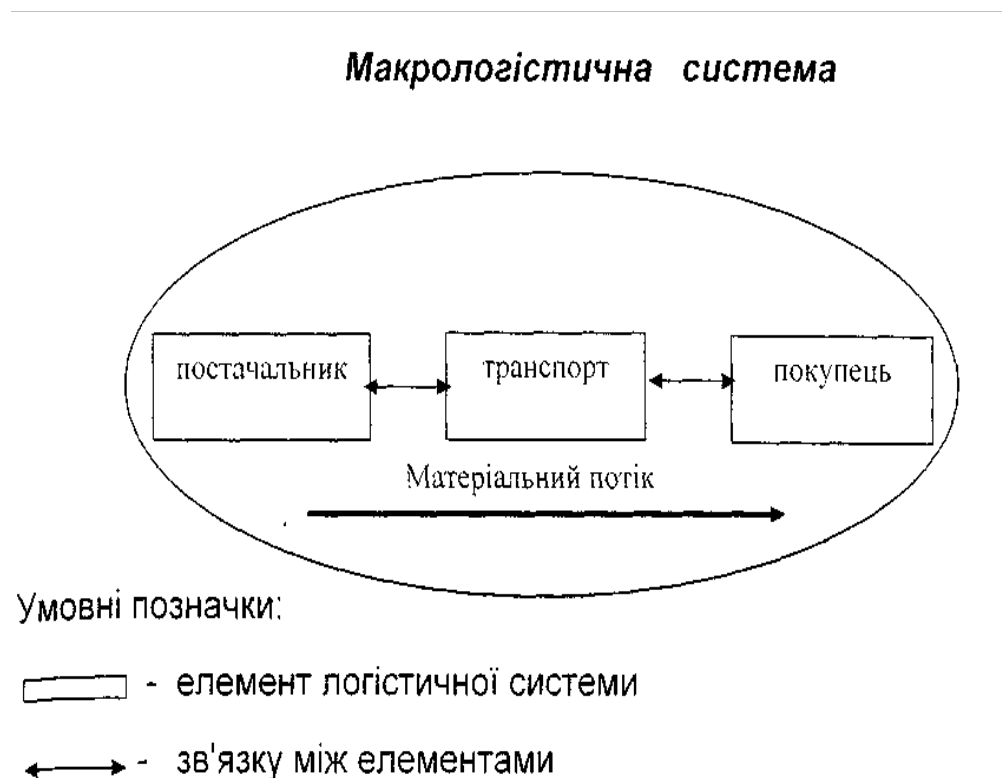 Макрологістична система
постачальник транспорт покупець
Матеріальний потік
Умовні позначки:
- елемент логістичної системи
- зв'язку між елементами